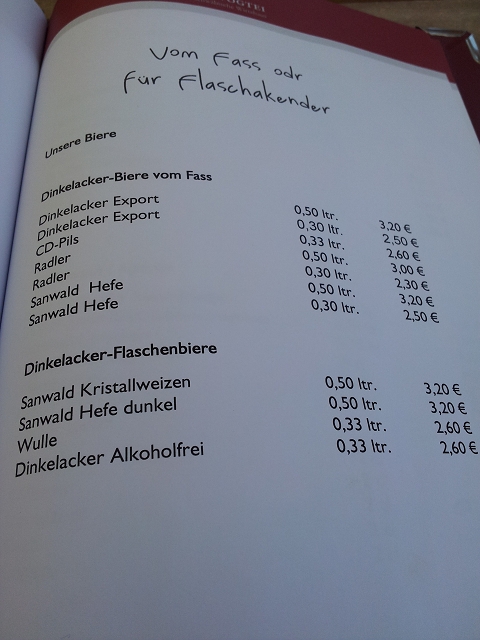 OGTEI
Vom Fass odr
Für Flaschakender
Unsere Biere
Dinkelacker-Biere vom Fass
Dinkelacker Export 0,50 ltr. 3,20 €
Dinkelacker Export 0,30 ltr. 2,50 €
CD-Pils 0,33 ltr. 2,60 €
Radler 0,50 ltr. 3,00 €
Radler 0,30 ltr. 2,30 €
Sanwald Hefe 0,50 ltr. 3,20 €
Sanwald Hefe 0,30 ltr. 2,50 €
Dinkelacker-Flaschenbiere
Sanwald Kristallweizen 0,50 ltr. 3,20 €
Sanwald Hefe dunkel 0,50 ltr. 3,20 €
Wulle 0,33 ltr. 2,60 €
Dinkelacker Alkoholfrei 0,33 ltr. 2,60 €